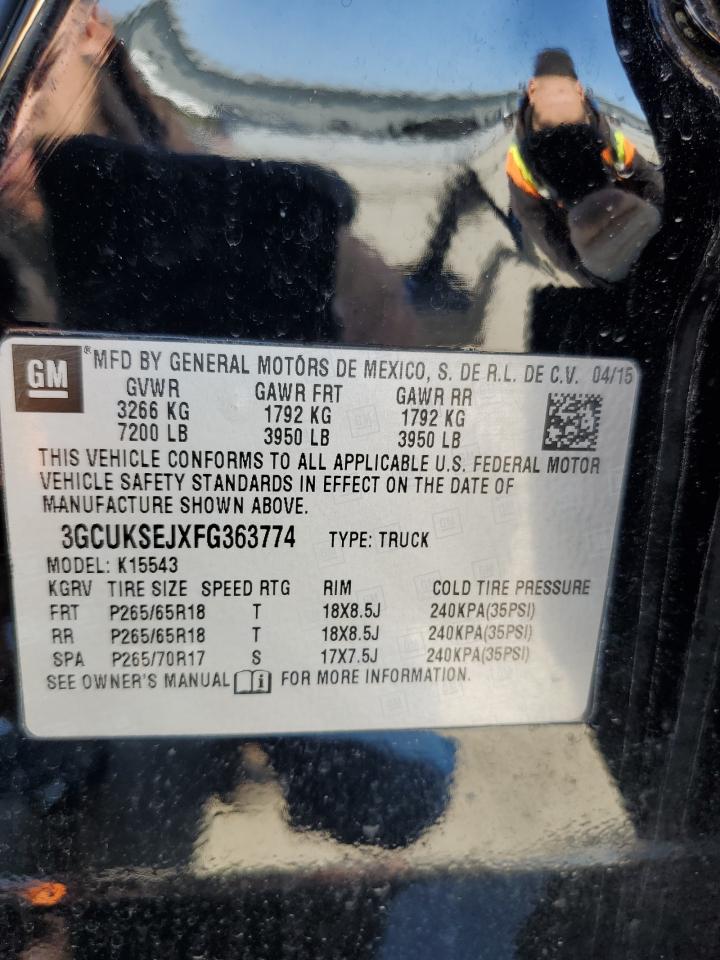 GM ® MFD BY GENERAL MOTORS DE MEXICO, S. DE R.L. DE C.V. 04/15
GVWR GAWR FRT GAWR RR
3266 KG 1792 KG 1792 KG
7200 LB 3950 LB 3950 LB
THIS VEHICLE CONFORMS TO ALL APPLICABLE U.S. FEDERAL MOTOR
VEHICLE SAFETY STANDARDS IN EFFECT ON THE DATE OF
MANUFACTURE SHOWN ABOVE.
3GCUKSEJXFG363774 TYPE: TRUCK
MODEL: K15543
KGRV TIRE SIZE SPEED RTG RIM COLD TIRE PRESSURE
FRT P265/65R18 T 18X8.5J 240KPA(35PSI)
RR P265/65R18 T 18X8.5J 240KPA(35PSI)
SPA P265/70R17 S 17X7.5J 240KPA(35PSI)
SEE OWNER'S MANUAL i FOR MORE INFORMATION.